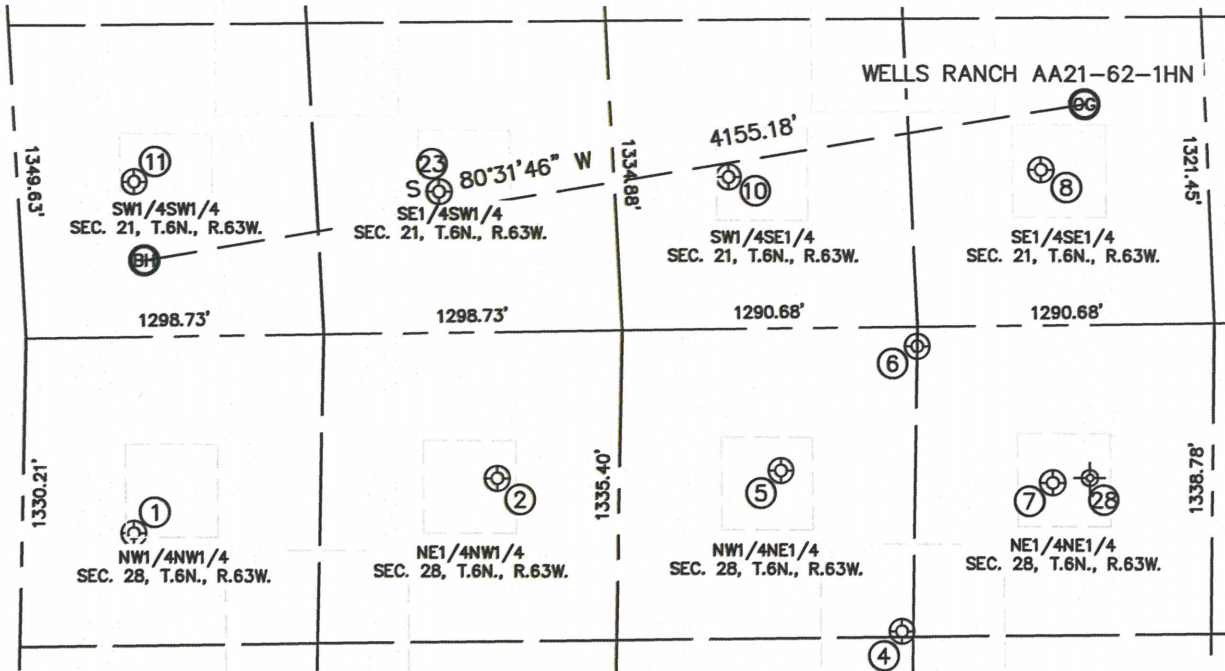 WELLS RANCH AA21-62-1HN
OG
4155.18'
S 80°31'46" W
1349.63'
11
23
1334.88'
10
8
1321.45'
SW1/4SW1/4
SEC. 21, T.6N., R.63W.
SE1/4SW1/4
SEC. 21, T.6N., R.63W.
SW1/4SE1/4
SEC. 21, T.6N., R.63W.
SE1/4SE1/4
SEC. 21, T.6N., R.63W.
BH
1298.73'
1298.73'
1290.68'
1290.68'
6
1330.21'
1
2
1335.40'
5
7
28
1338.78'
NW1/4NW1/4
SEC. 28, T.6N., R.63W.
NE1/4NW1/4
SEC. 28, T.6N., R.63W.
NW1/4NE1/4
SEC. 28, T.6N., R.63W.
NE1/4NE1/4
SEC. 28, T.6N., R.63W.
4